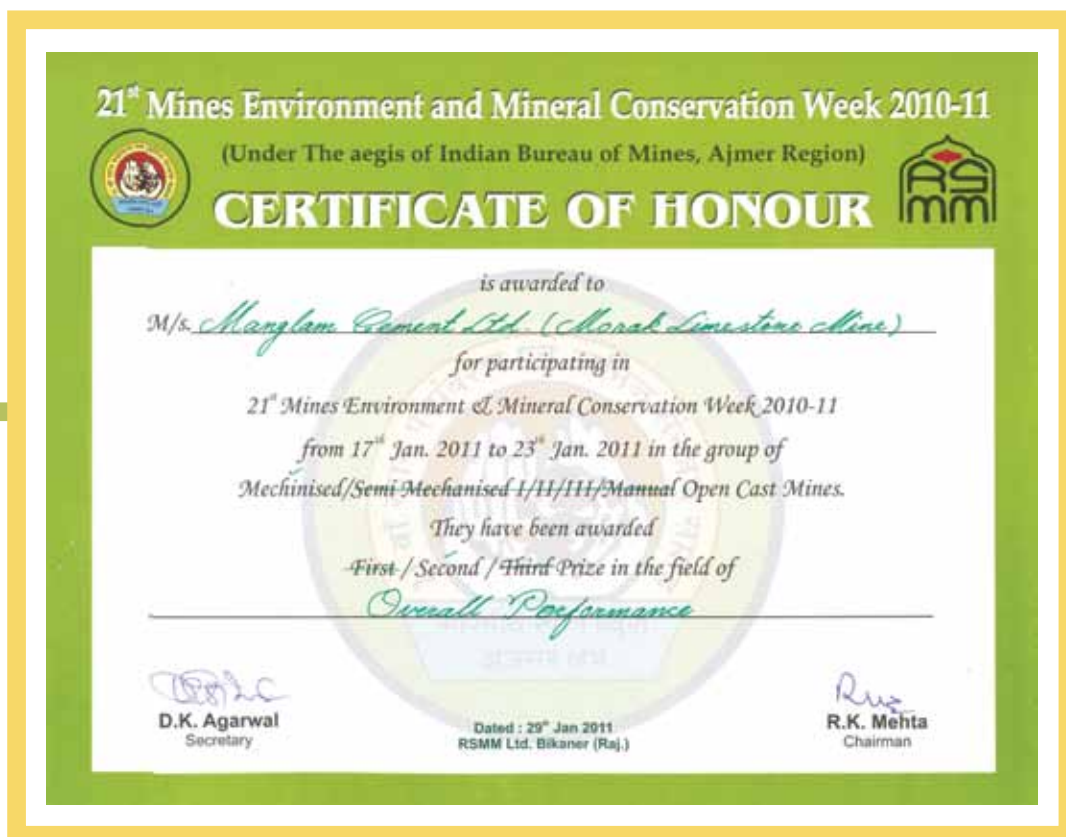 21st Mines Environment and Mineral Conservation Week 2010-11
(Under The aegis of Indian Bureau of Mines, Ajmer Region)
CERTIFICATE OF HONOUR
RS
mm
is awarded to
M/s. Manglam Cement Ltd. (Morak Limestone Mine)
for participating in
21st Mines Environment & Mineral Conservation Week 2010-11
from 17th Jan. 2011 to 23rd Jan. 2011 in the group of
Mechinised/Semi Mechanised I/II/III/Manual Open Cast Mines.
They have been awarded
First / Second / Third Prize in the field of
Overall Performance
D.K. Agarwal
Secretary
Dated : 29th Jan 2011
RSMM Ltd. Bikaner (Raj.)
R.K. Mehta
Chairman